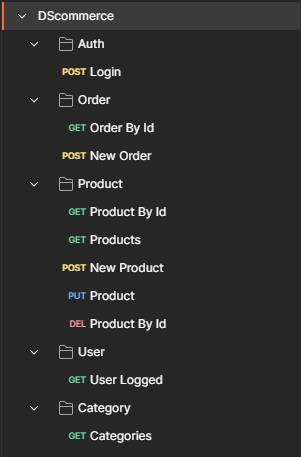 DScommerce
Auth
POST Login
Order
GET Order By Id
POST New Order
Product
GET Product By Id
GET Products
POST New Product
PUT Product
DEL Product By Id
User
GET User Logged
Category
GET Categories